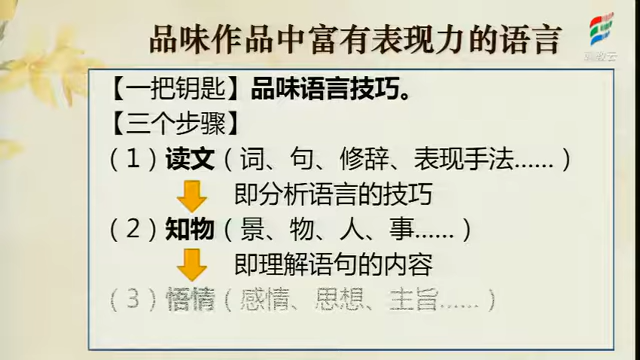 品味作品中富有表现力的语言
【一把钥匙】品味语言技巧。
【三个步骤】
（1）读文（词、句、修辞、表现手法……）
即分析语言的技巧
（2）知物（景、物、人、事……）
即理解语句的内容
（3）悟情（感情、思想、主旨……）